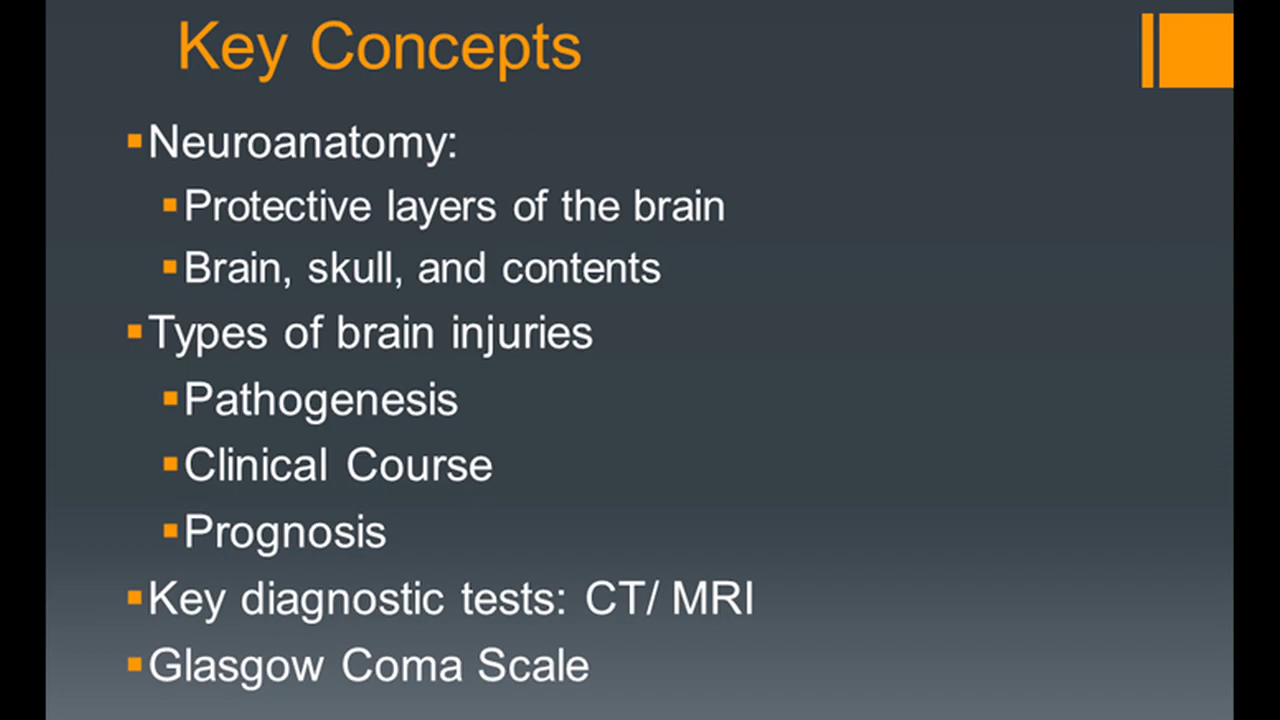 Key Concepts
Neuroanatomy:
Protective layers of the brain
Brain, skull, and contents
Types of brain injuries
Pathogenesis
Clinical Course
Prognosis
Key diagnostic tests: CT/ MRI
Glasgow Coma Scale